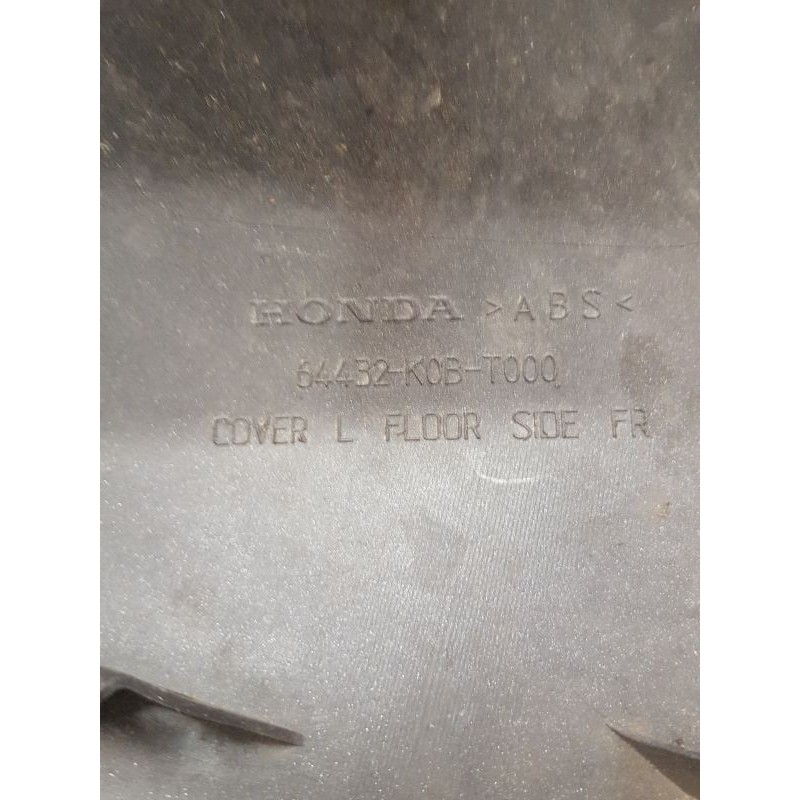 HONDA >ABS<
64432-K0B-T000
COVER L FLOOR SIDE FR